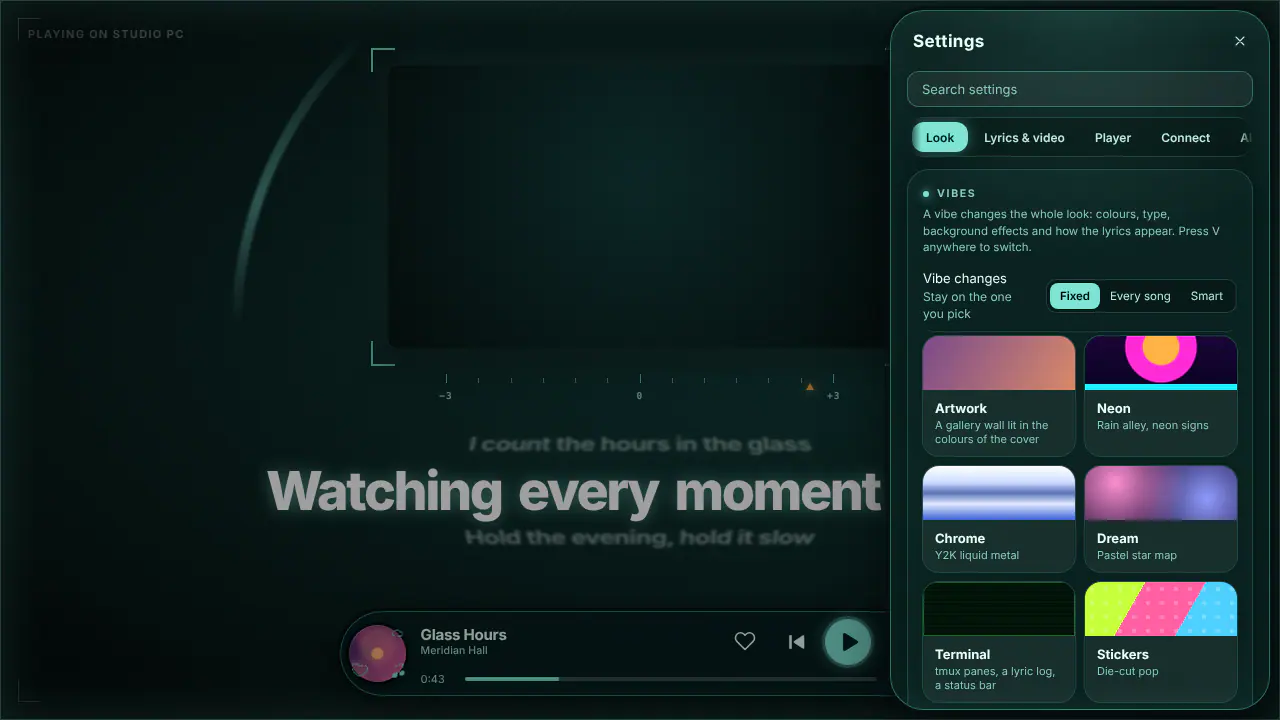 PLAYING ON STUDIO PC
−3
0
+3
I count the hours in the glass
Watching every moment
Hold the evening, hold it slow
Glass Hours
Meridian Hall
0:43
Settings
Search settings
Look
Lyrics & video
Player
Connect
VIBES
A vibe changes the whole look: colours, type,
background effects and how the lyrics appear. Press V
anywhere to switch.
Vibe changes
Stay on the one
you pick
Fixed
Every song
Smart
Artwork
A gallery wall lit in the
colours of the cover
Neon
Rain alley, neon signs
Chrome
Y2K liquid metal
Dream
Pastel star map
Terminal
tmux panes, a lyric log,
a status bar
Stickers
Die-cut pop